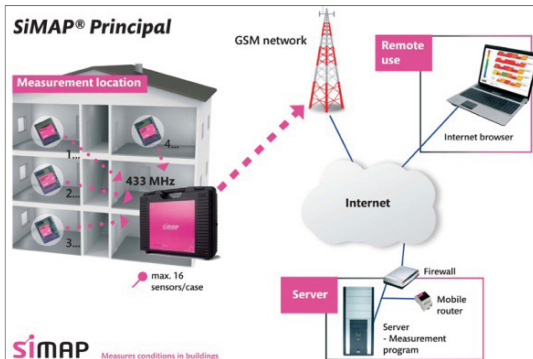 SiMAP® Principal
GSM network
Remote
use
Measurement location
Internet browser
1...
4...
433 MHz
2...
3...
simap
Internet
max. 16
sensors/case
Firewall
Server
Mobile
router
Server
- Measurement
program
SiMAP
Measures conditions in buildings